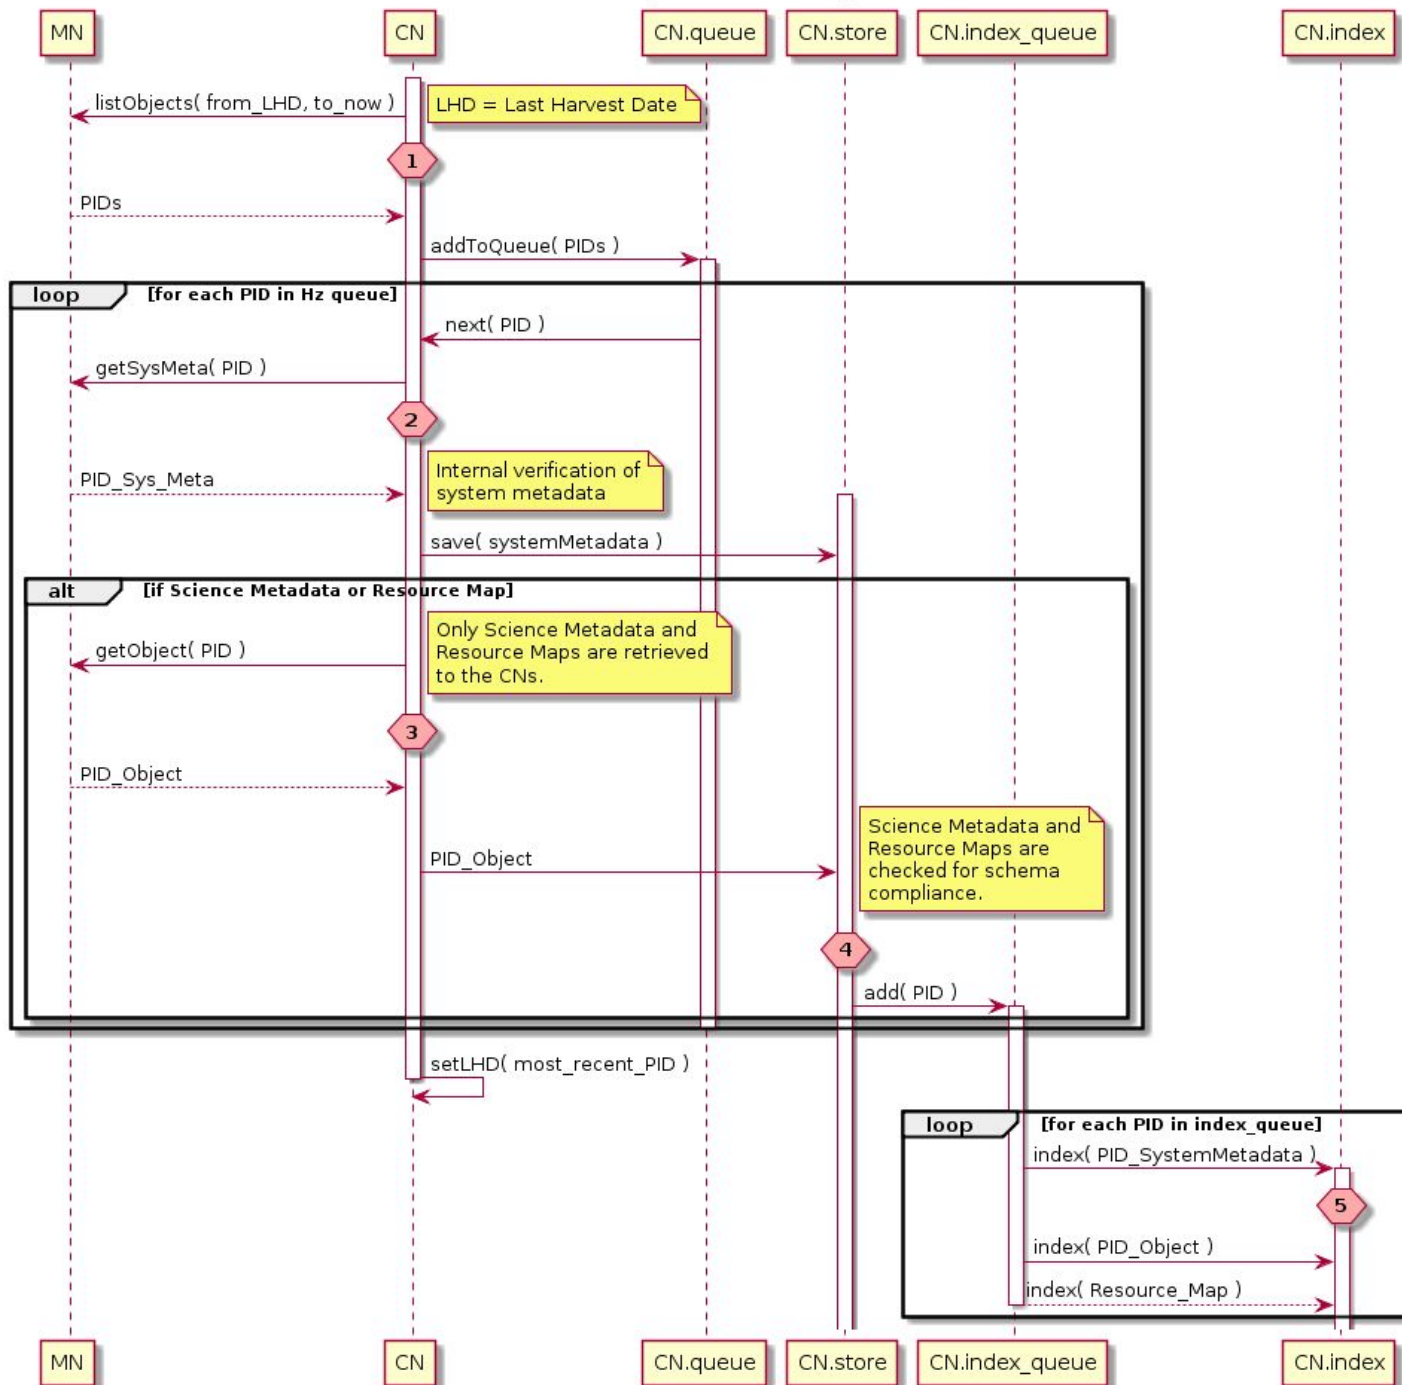 MN
CN
CN.queue
CN.store
CN.index_queue
CN.index
listObjects( from_LHD, to_now )
LHD = Last Harvest Date
1
PIDs
addToQueue( PIDs )
loop
[for each PID in Hz queue]
next( PID )
getSysMeta( PID )
2
PID_Sys_Meta
Internal verification of
system metadata
save( systemMetadata )
alt
[if Science Metadata or Resource Map]
getObject( PID )
Only Science Metadata and
Resource Maps are retrieved
to the CNs.
3
PID_Object
PID_Object
Science Metadata and
Resource Maps are
checked for schema
compliance.
4
add( PID )
setLHD( most_recent_PID )
loop
[for each PID in index_queue]
index( PID_SystemMetadata )
5
index( PID_Object )
index( Resource_Map )
MN
CN
CN.queue
CN.store
CN.index_queue
CN.index